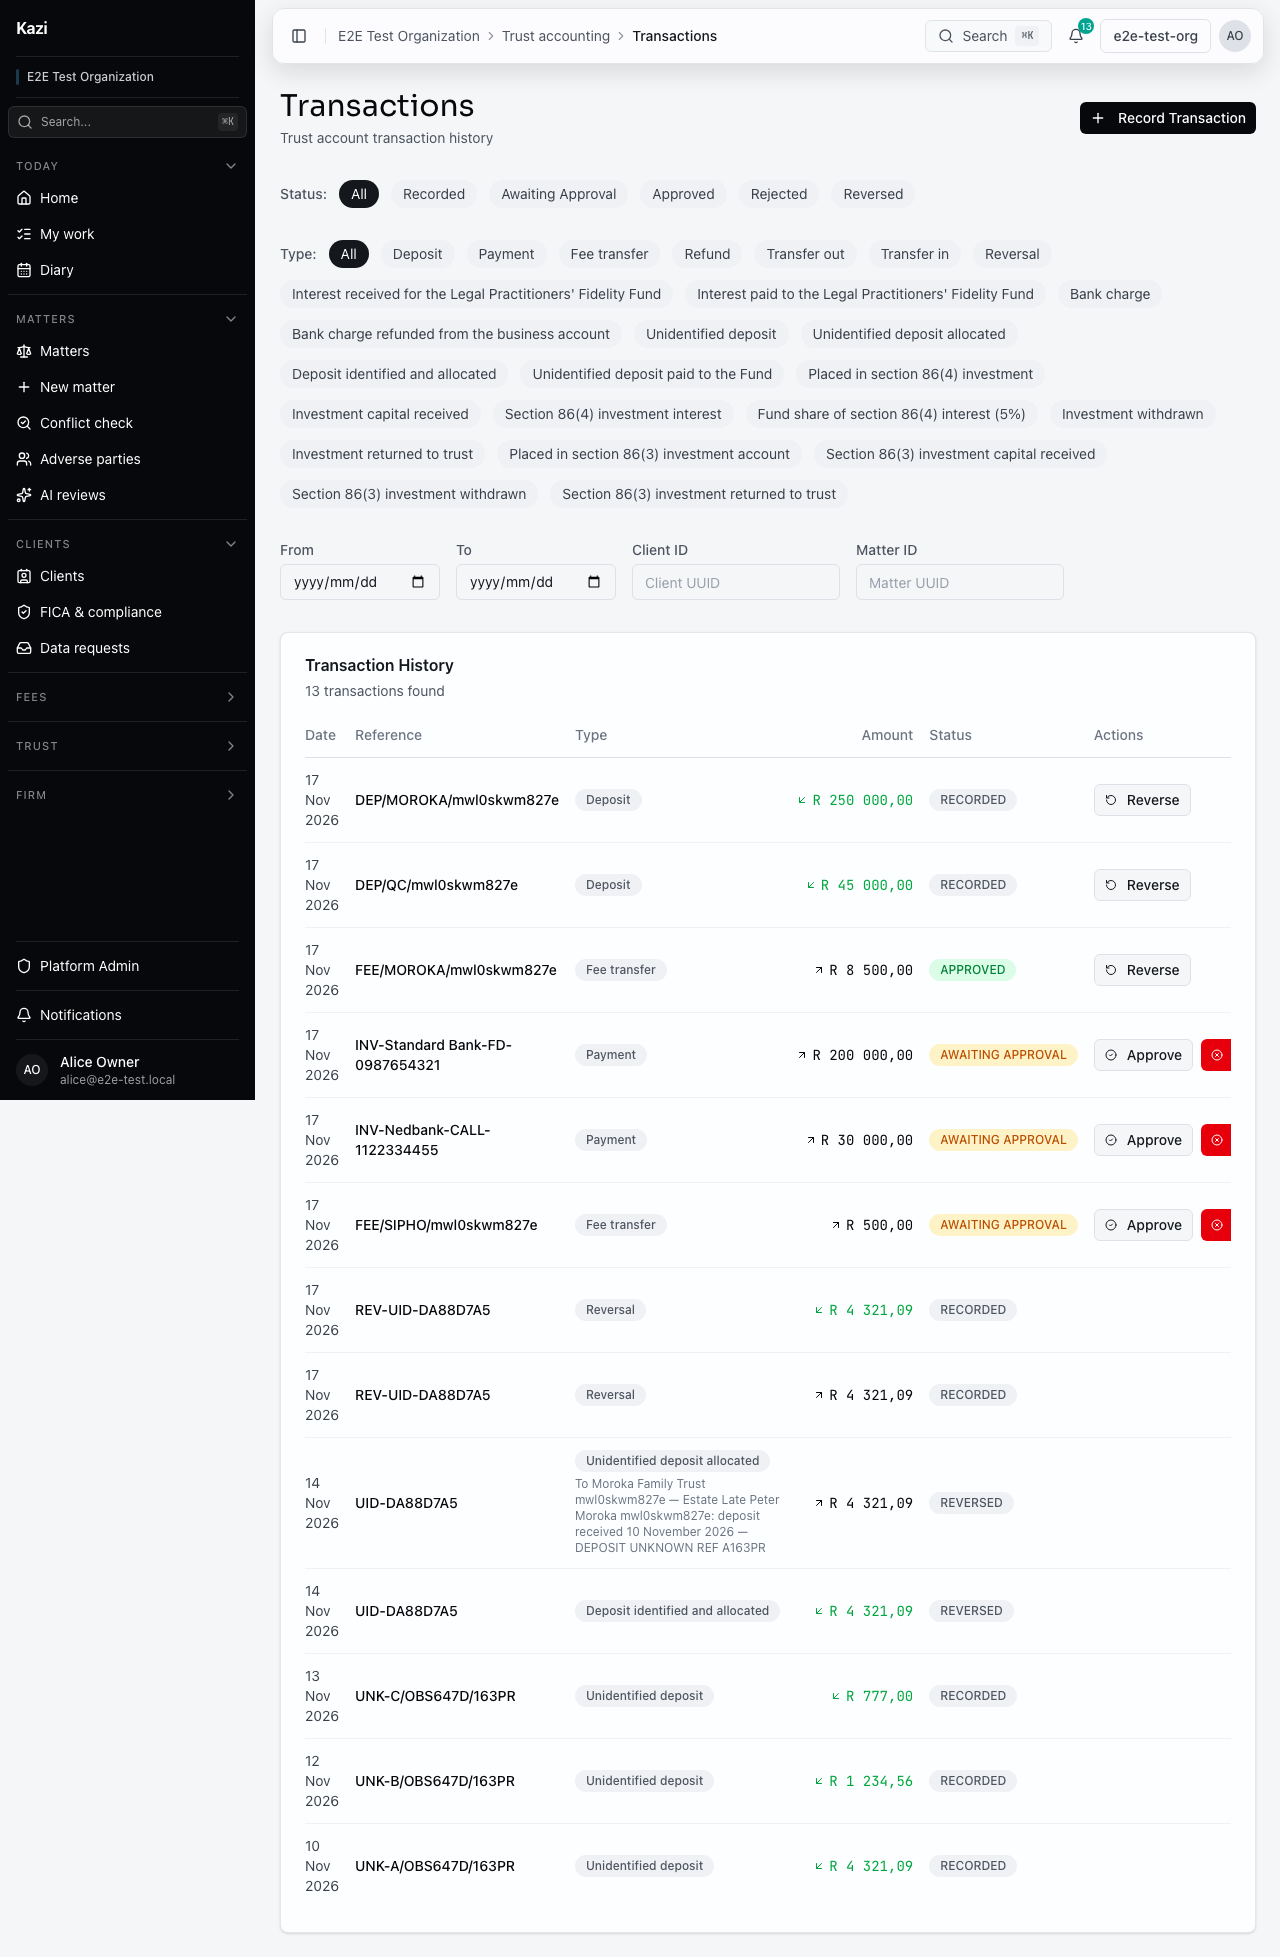 Kazi
E2E Test Organization
Search... ⌘K
TODAY
Home
My work
Diary
MATTERS
Matters
New matter
Conflict check
Adverse parties
AI reviews
CLIENTS
Clients
FICA & compliance
Data requests
FEES
TRUST
FIRM
Platform Admin
Notifications
AO Alice Owner
alice@e2e-test.local
E2E Test Organization > Trust accounting > Transactions
Search ⌘K 13 e2e-test-org AO
Transactions
Trust account transaction history
Record Transaction
Status: All Recorded Awaiting Approval Approved Rejected Reversed
Type: All Deposit Payment Fee transfer Refund Transfer out Transfer in Reversal
Interest received for the Legal Practitioners' Fidelity Fund Interest paid to the Legal Practitioners' Fidelity Fund Bank charge
Bank charge refunded from the business account Unidentified deposit Unidentified deposit allocated
Deposit identified and allocated Unidentified deposit paid to the Fund Placed in section 86(4) investment
Investment capital received Section 86(4) investment interest Fund share of section 86(4) interest (5%) Investment withdrawn
Investment returned to trust Placed in section 86(3) investment account Section 86(3) investment capital received
Section 86(3) investment withdrawn Section 86(3) investment returned to trust
From To Client ID Matter ID
yyyy/mm/dd yyyy/mm/dd Client UUID Matter UUID
Transaction History
13 transactions found
Date Reference Type Amount Status Actions
17
Nov
2026
DEP/MOROKA/mwl0skwm827e Deposit R 250 000,00 RECORDED Reverse
17
Nov
2026
DEP/QC/mwl0skwm827e Deposit R 45 000,00 RECORDED Reverse
17
Nov
2026
FEE/MOROKA/mwl0skwm827e Fee transfer R 8 500,00 APPROVED Reverse
17
Nov
2026
INV-Standard Bank-FD-
0987654321
Payment R 200 000,00 AWAITING APPROVAL Approve
17
Nov
2026
INV-Nedbank-CALL-
1122334455
Payment R 30 000,00 AWAITING APPROVAL Approve
17
Nov
2026
FEE/SIPHO/mwl0skwm827e Fee transfer R 500,00 AWAITING APPROVAL Approve
17
Nov
2026
REV-UID-DA88D7A5 Reversal R 4 321,09 RECORDED
17
Nov
2026
REV-UID-DA88D7A5 Reversal R 4 321,09 RECORDED
14
Nov
2026
UID-DA88D7A5
Unidentified deposit allocated
To Moroka Family Trust
mwl0skwm827e — Estate Late Peter
Moroka mwl0skwm827e: deposit
received 10 November 2026 —
DEPOSIT UNKNOWN REF A163PR
R 4 321,09 REVERSED
14
Nov
2026
UID-DA88D7A5 Deposit identified and allocated R 4 321,09 REVERSED
13
Nov
2026
UNK-C/OBS647D/163PR Unidentified deposit R 777,00 RECORDED
12
Nov
2026
UNK-B/OBS647D/163PR Unidentified deposit R 1 234,56 RECORDED
10
Nov
2026
UNK-A/OBS647D/163PR Unidentified deposit R 4 321,09 RECORDED